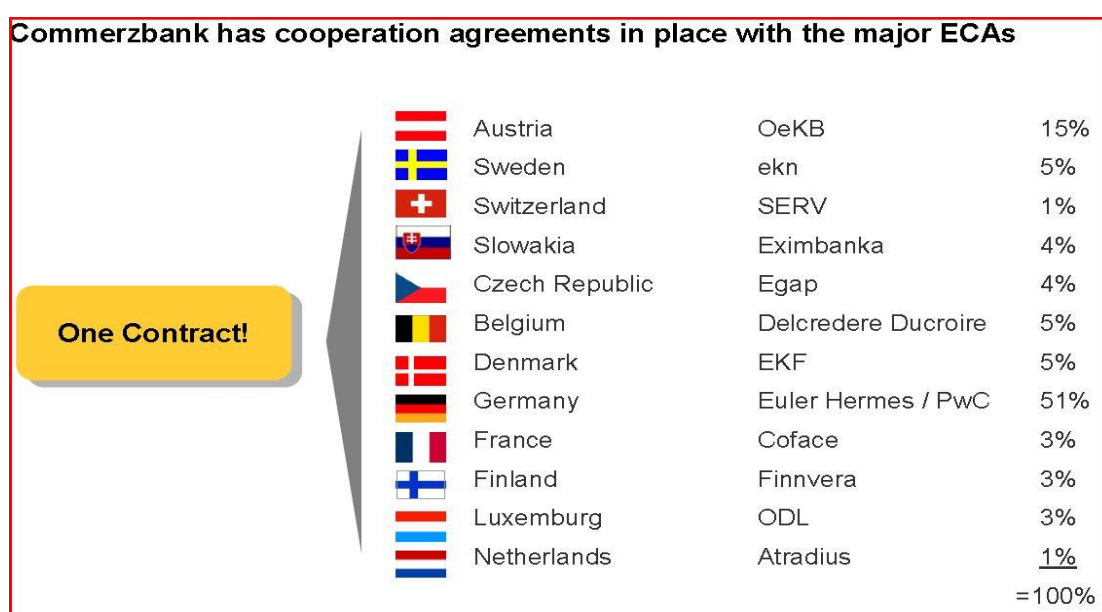 Commerzbank has cooperation agreements in place with the major ECAs
One Contract!
Austria OeKB 15%
Sweden ekn 5%
Switzerland SERV 1%
Slowakia Eximbanka 4%
Czech Republic Egap 4%
Belgium Delcredere Ducroire 5%
Denmark EKF 5%
Germany Euler Hermes / PwC 51%
France Coface 3%
Finland Finnvera 3%
Luxemburg ODL 3%
Netherlands Atradius 1%
=100%